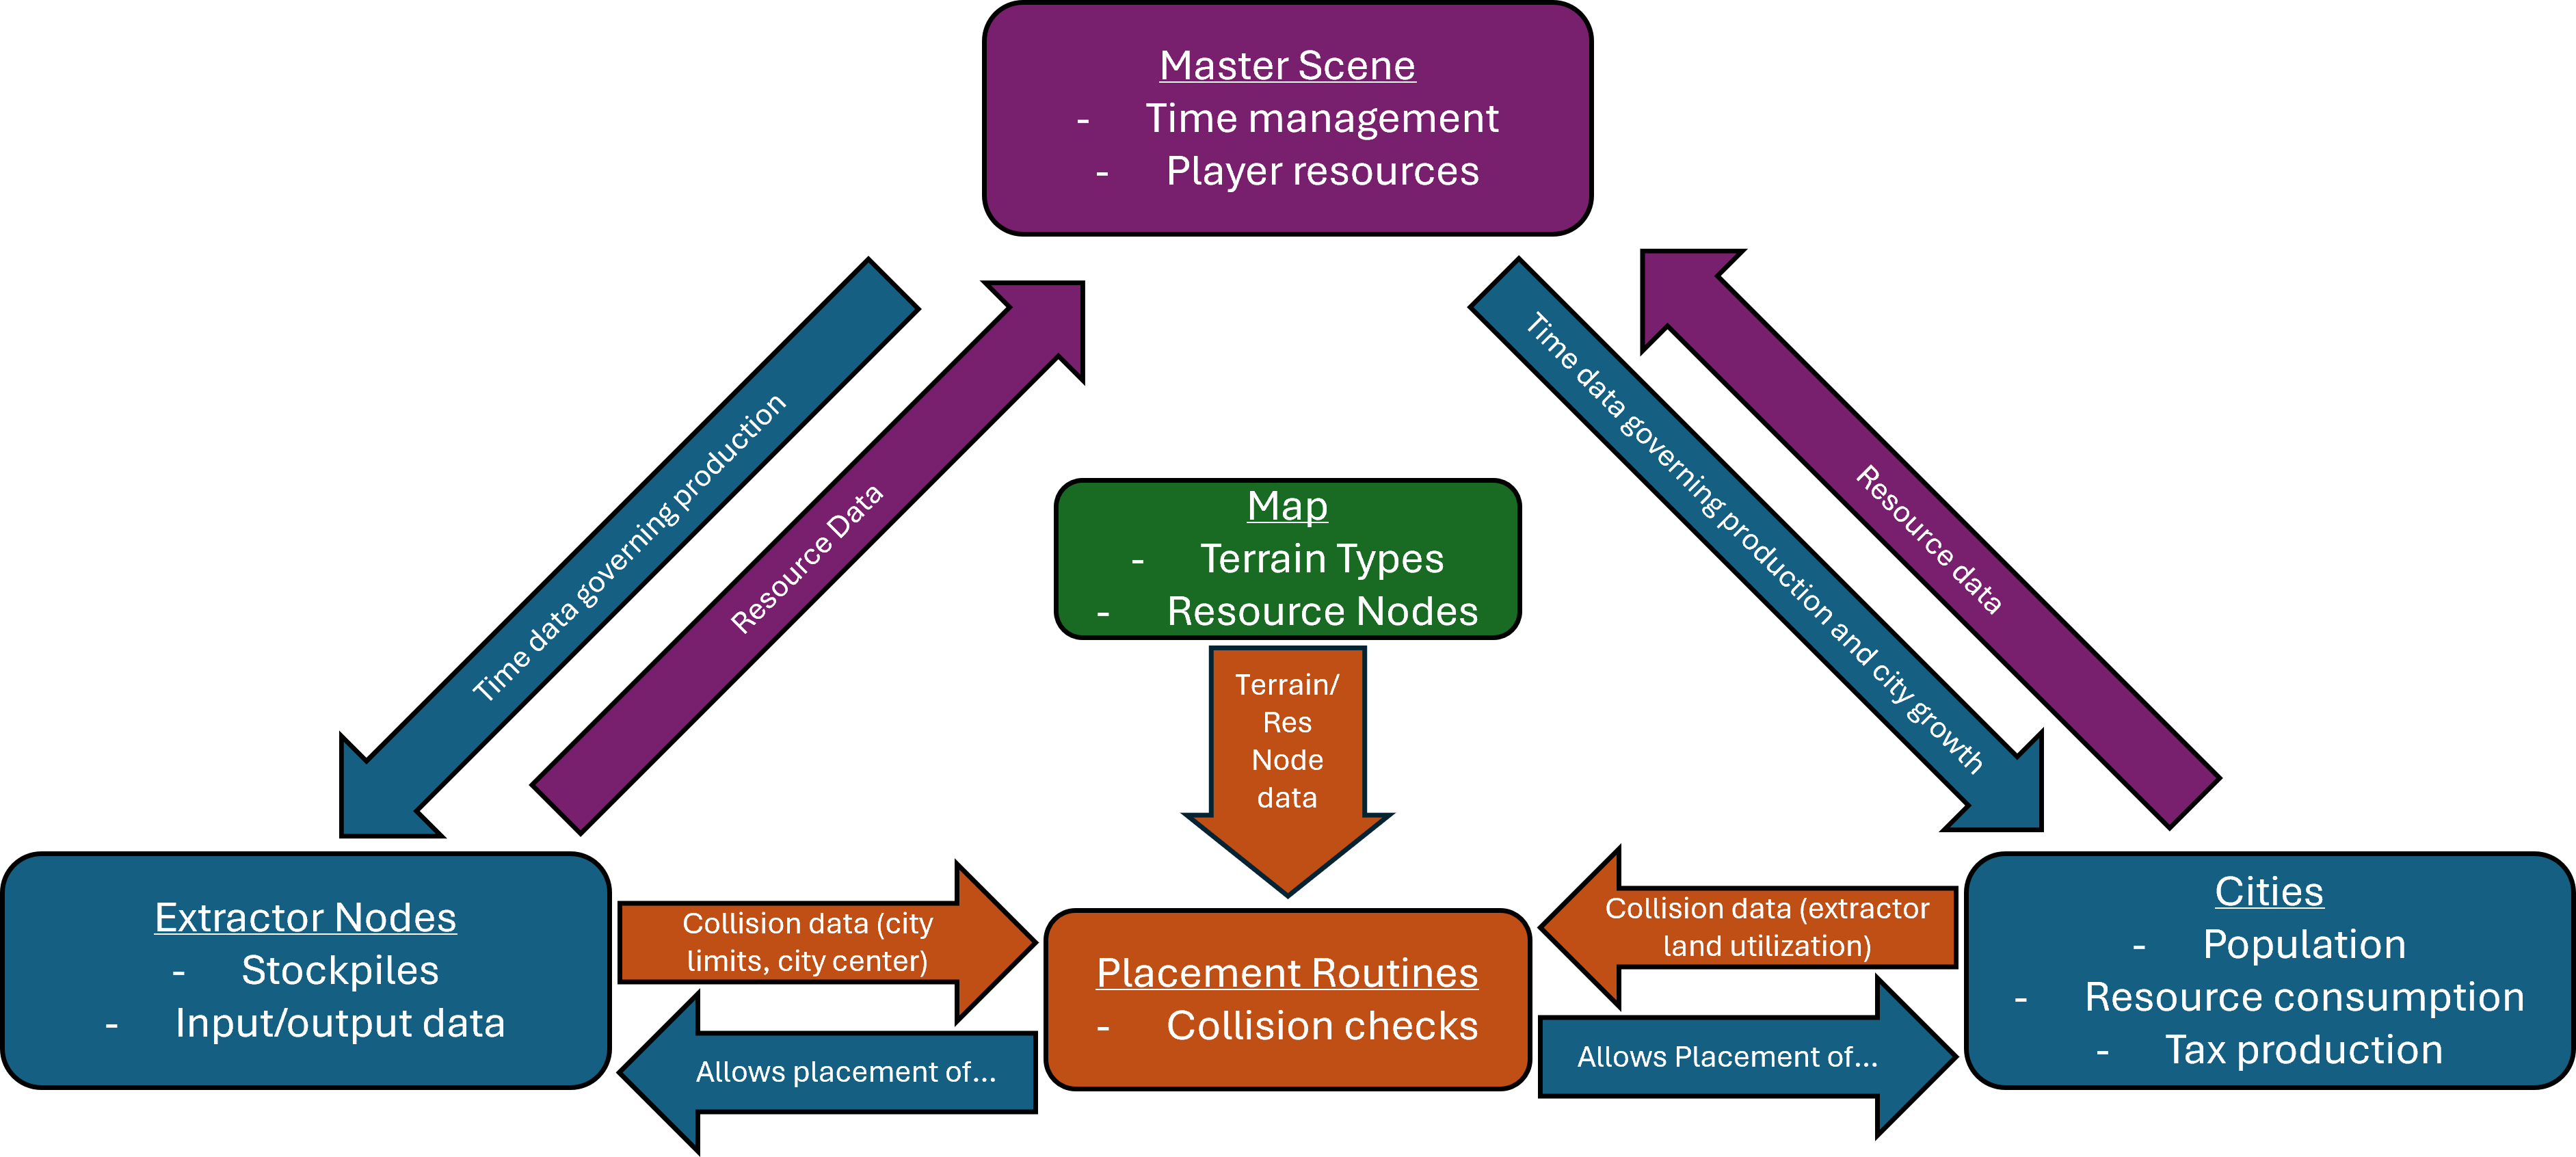 Master Scene
- Time management
- Player resources
Time data governing production
Resource Data
Time data governing production and city growth
Resource data
Map
- Terrain Types
- Resource Nodes
Terrain/
Res
Node
data
Extractor Nodes
- Stockpiles
- Input/output data
Collision data (city
limits, city center)
Allows placement of...
Placement Routines
- Collision checks
Collision data (extractor
land utilization)
Allows Placement of...
Cities
- Population
- Resource consumption
- Tax production